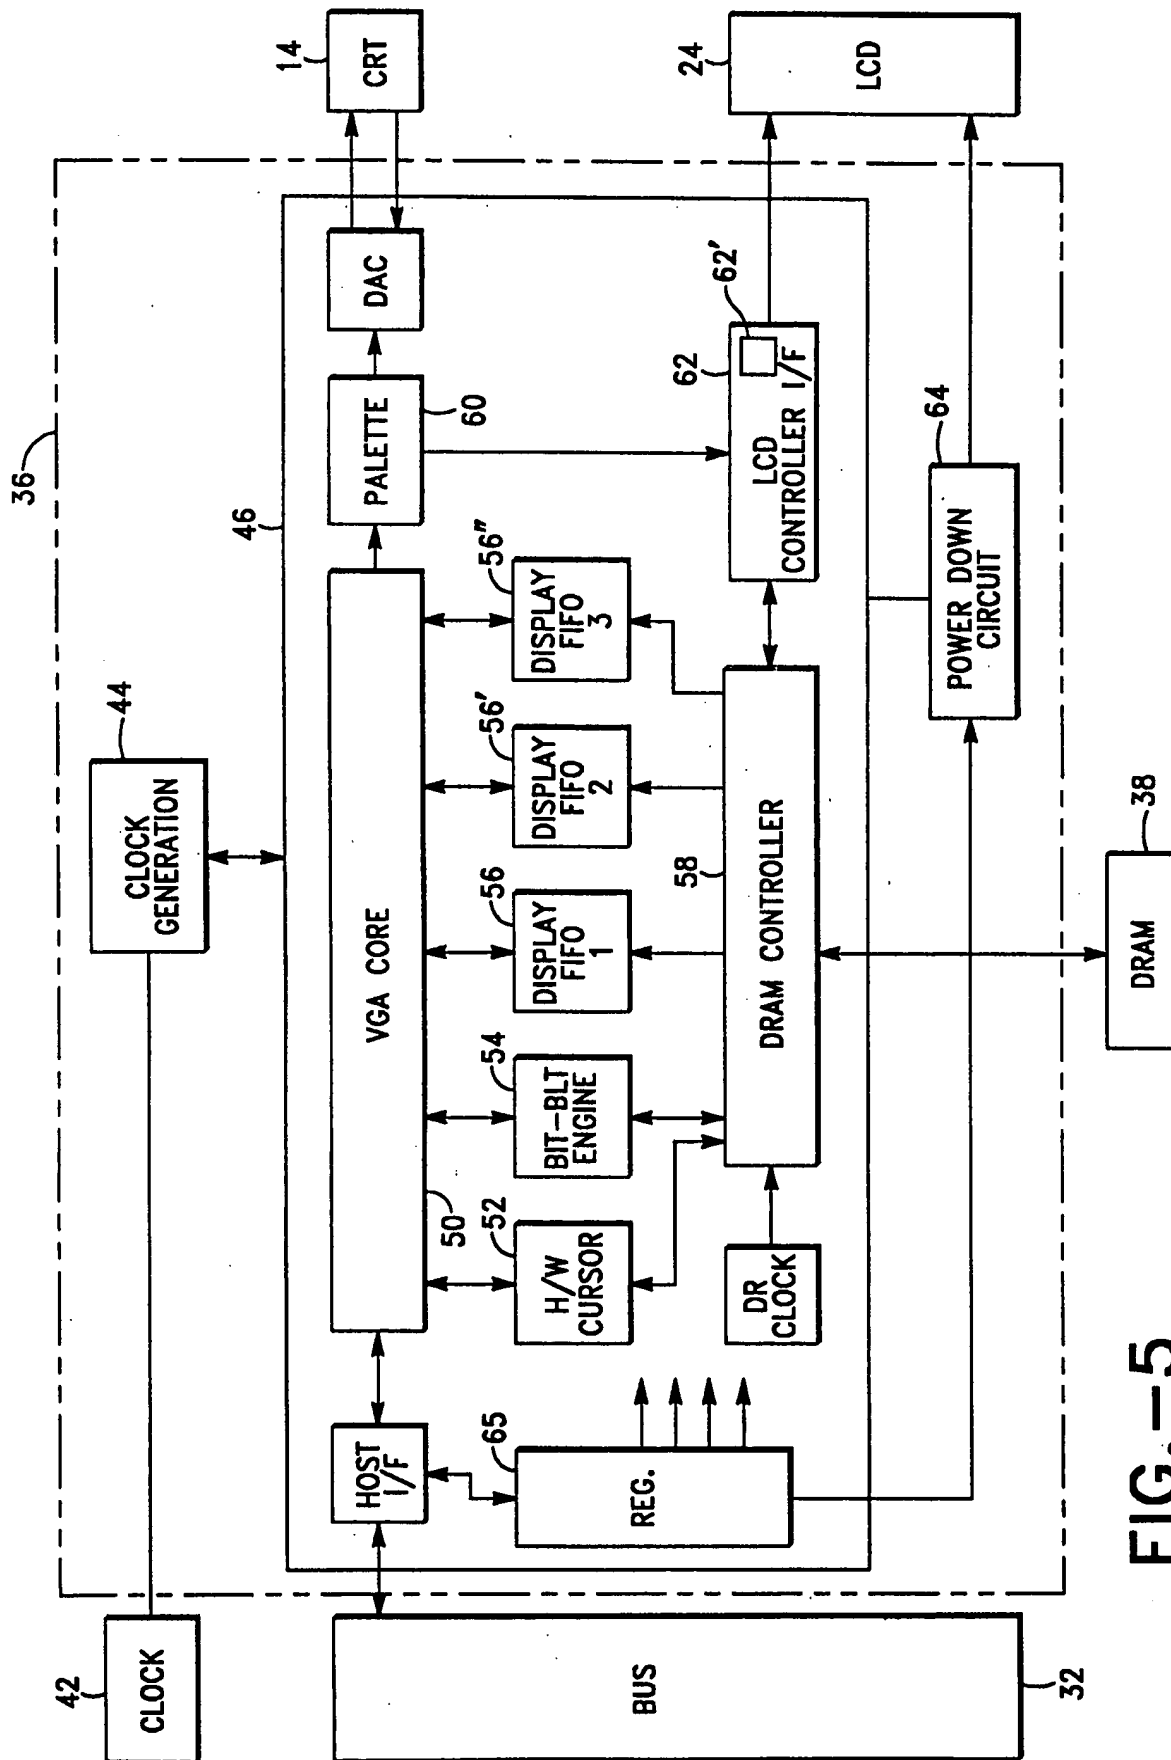 42
CLOCK
44
CLOCK
GENERATION
36
46
14
CRT
BUS
32
HOST
I/F
VGA CORE
50
PALETTE
60
DAC
65
REG.
52
H/W
CURSOR
54
BIT-BLT
ENGINE
56
DISPLAY
FIFO
1
56'
DISPLAY
FIFO
2
56"
DISPLAY
FIFO
3
DR
CLOCK
58
DRAM CONTROLLER
62
62'
LCD
CONTROLLER I/F
24
LCD
64
POWER DOWN
CIRCUIT
DRAM
38
FIG.-5